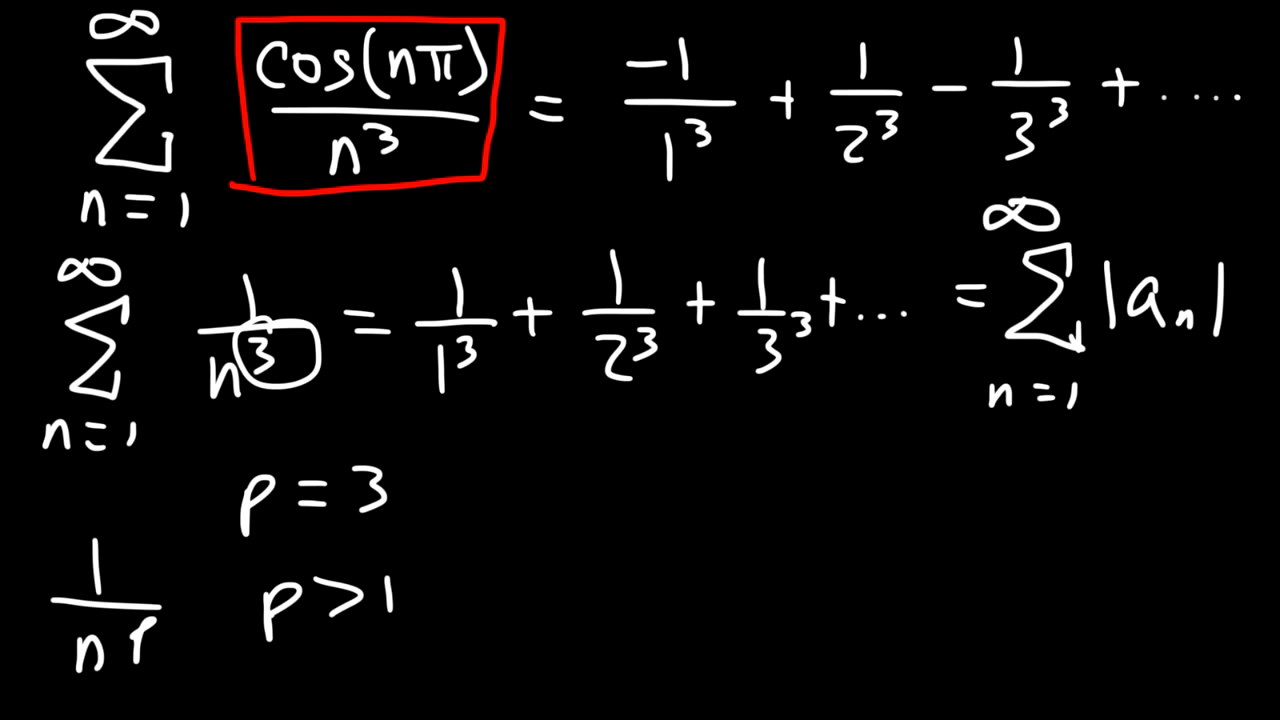 ∞∑n=1 cos(nπ)/n³ = -1/1³ + 1/2³ - 1/3³ + ....
∞∑n=1 1/n³ = 1/1³ + 1/2³ + 1/3³ + ... = ∞∑n=1 |aₙ|
p = 3
1/nᵖ p > 1